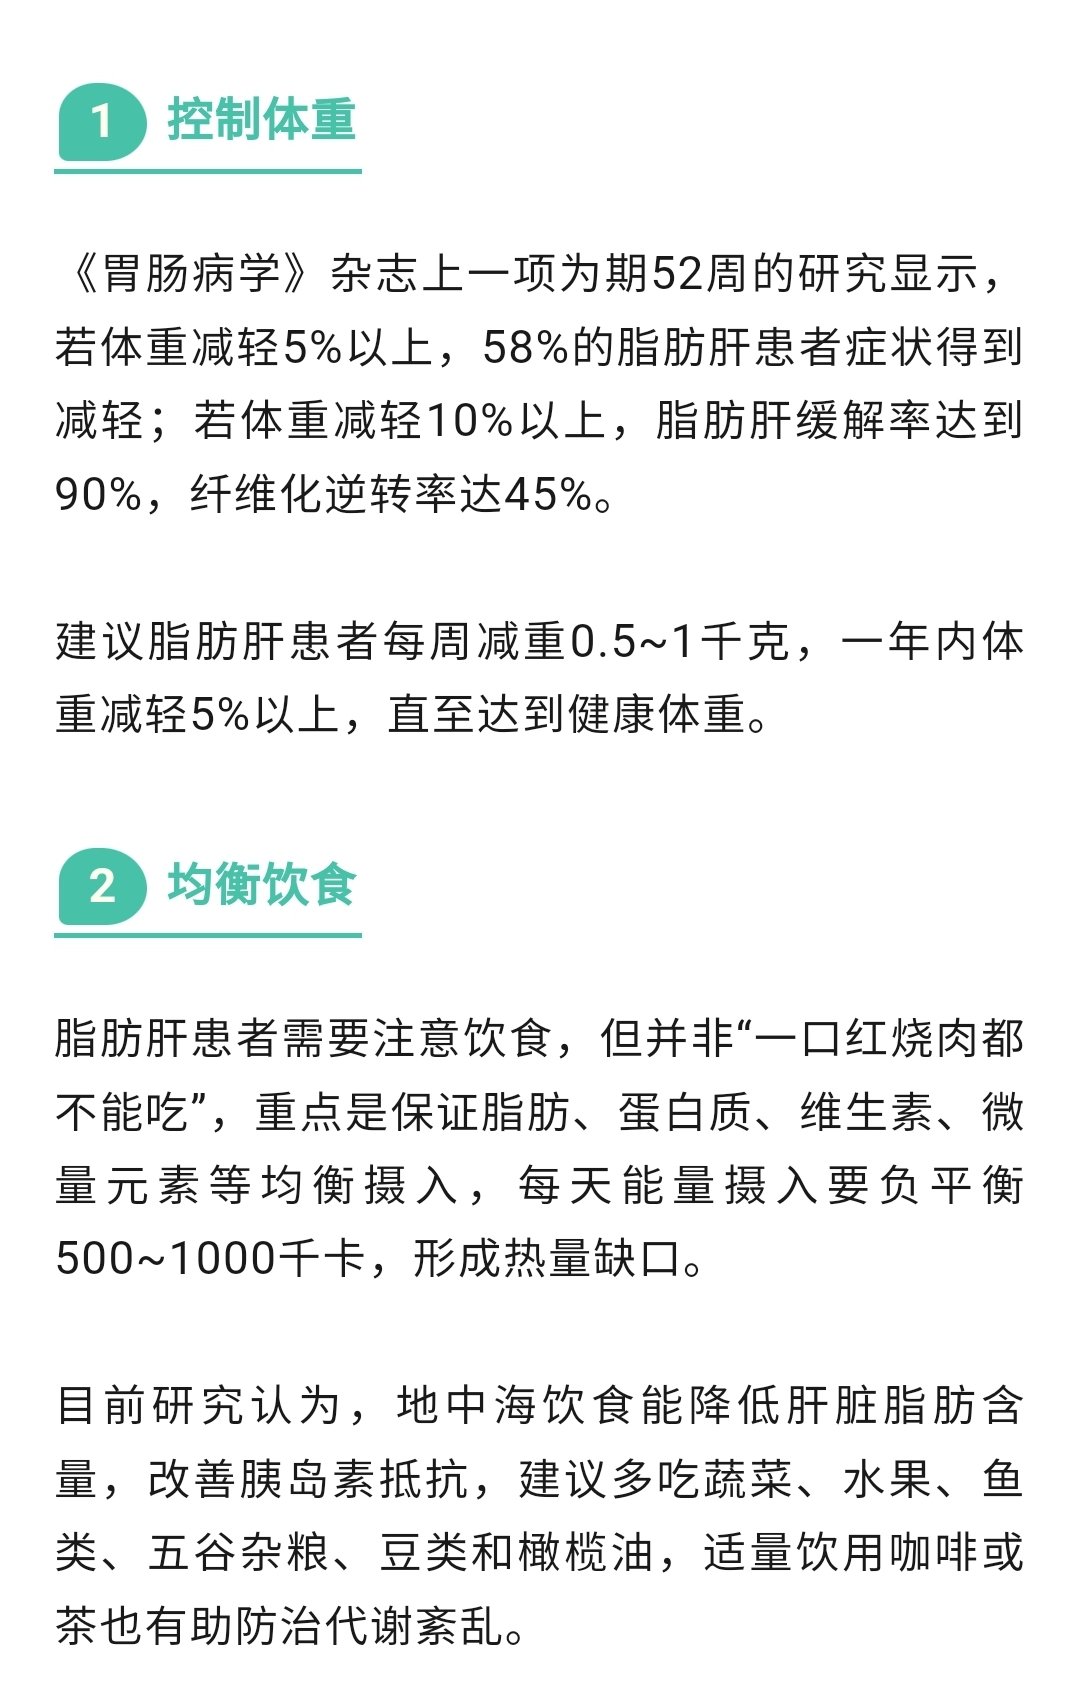 1 控制体重
《胃肠病学》杂志上一项为期52周的研究显示，
若体重减轻5%以上，58%的脂肪肝患者症状得到
减轻；若体重减轻10%以上，脂肪肝缓解率达到
90%，纤维化逆转率达45%。
建议脂肪肝患者每周减重0.5~1千克，一年内体
重减轻5%以上，直至达到健康体重。
2 均衡饮食
脂肪肝患者需要注意饮食，但并非“一口红烧肉都
不能吃”，重点是保证脂肪、蛋白质、维生素、微
量元素等均衡摄入，每天能量摄入要负平衡
500~1000千卡，形成热量缺口。
目前研究认为，地中海饮食能降低肝脏脂肪含
量，改善胰岛素抵抗，建议多吃蔬菜、水果、鱼
类、五谷杂粮、豆类和橄榄油，适量饮用咖啡或
茶也有助防治代谢紊乱。